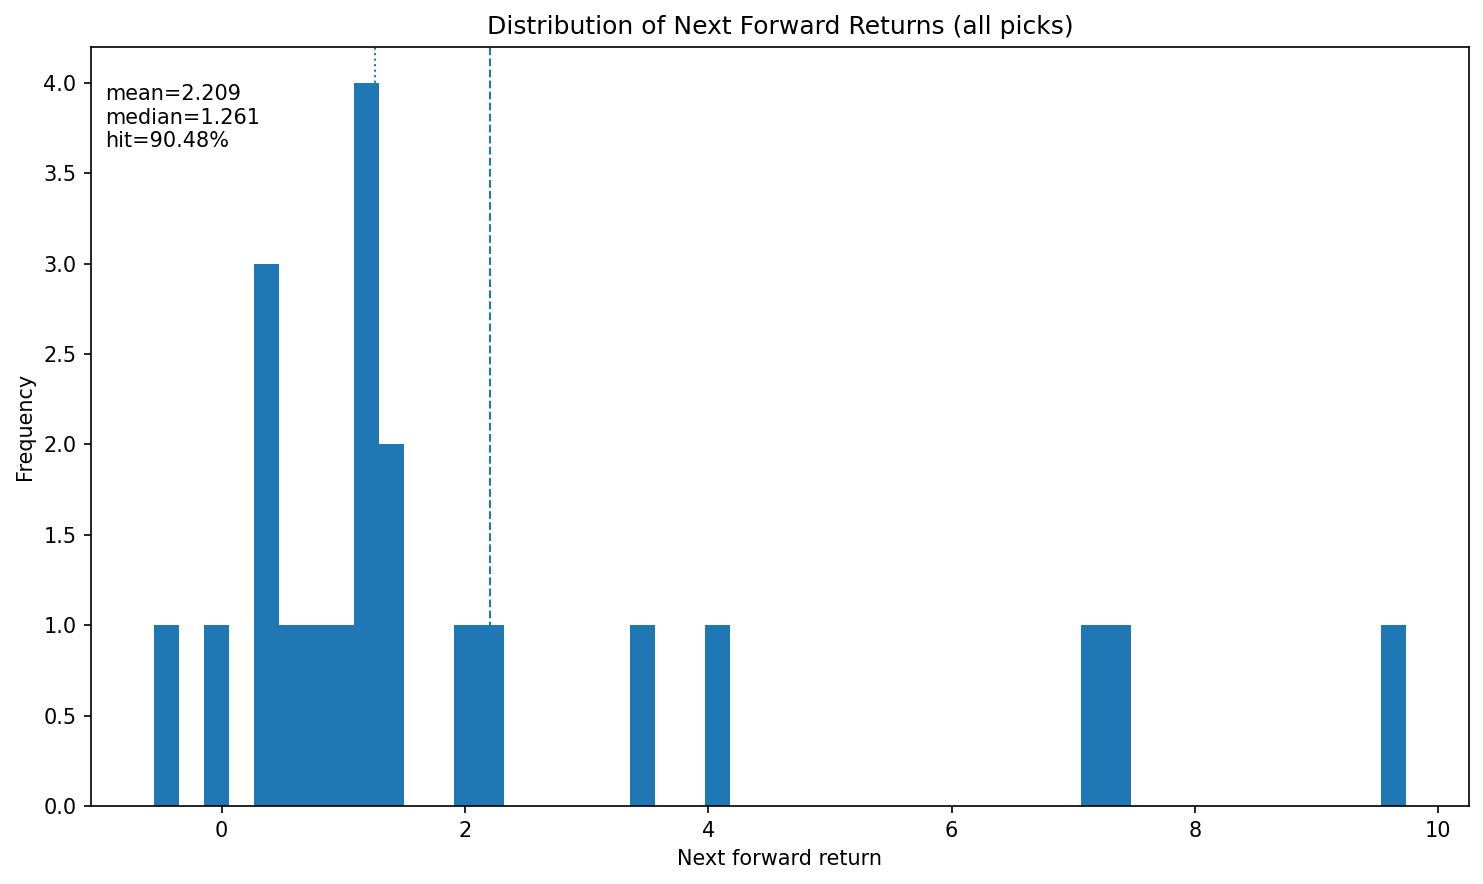 Distribution of Next Forward Returns (all picks)
mean=2.209
median=1.261
hit=90.48%
4.0
3.5
3.0
2.5
2.0
1.5
1.0
0.5
0.0
Frequency
0 2 4 6 8 10
Next forward return